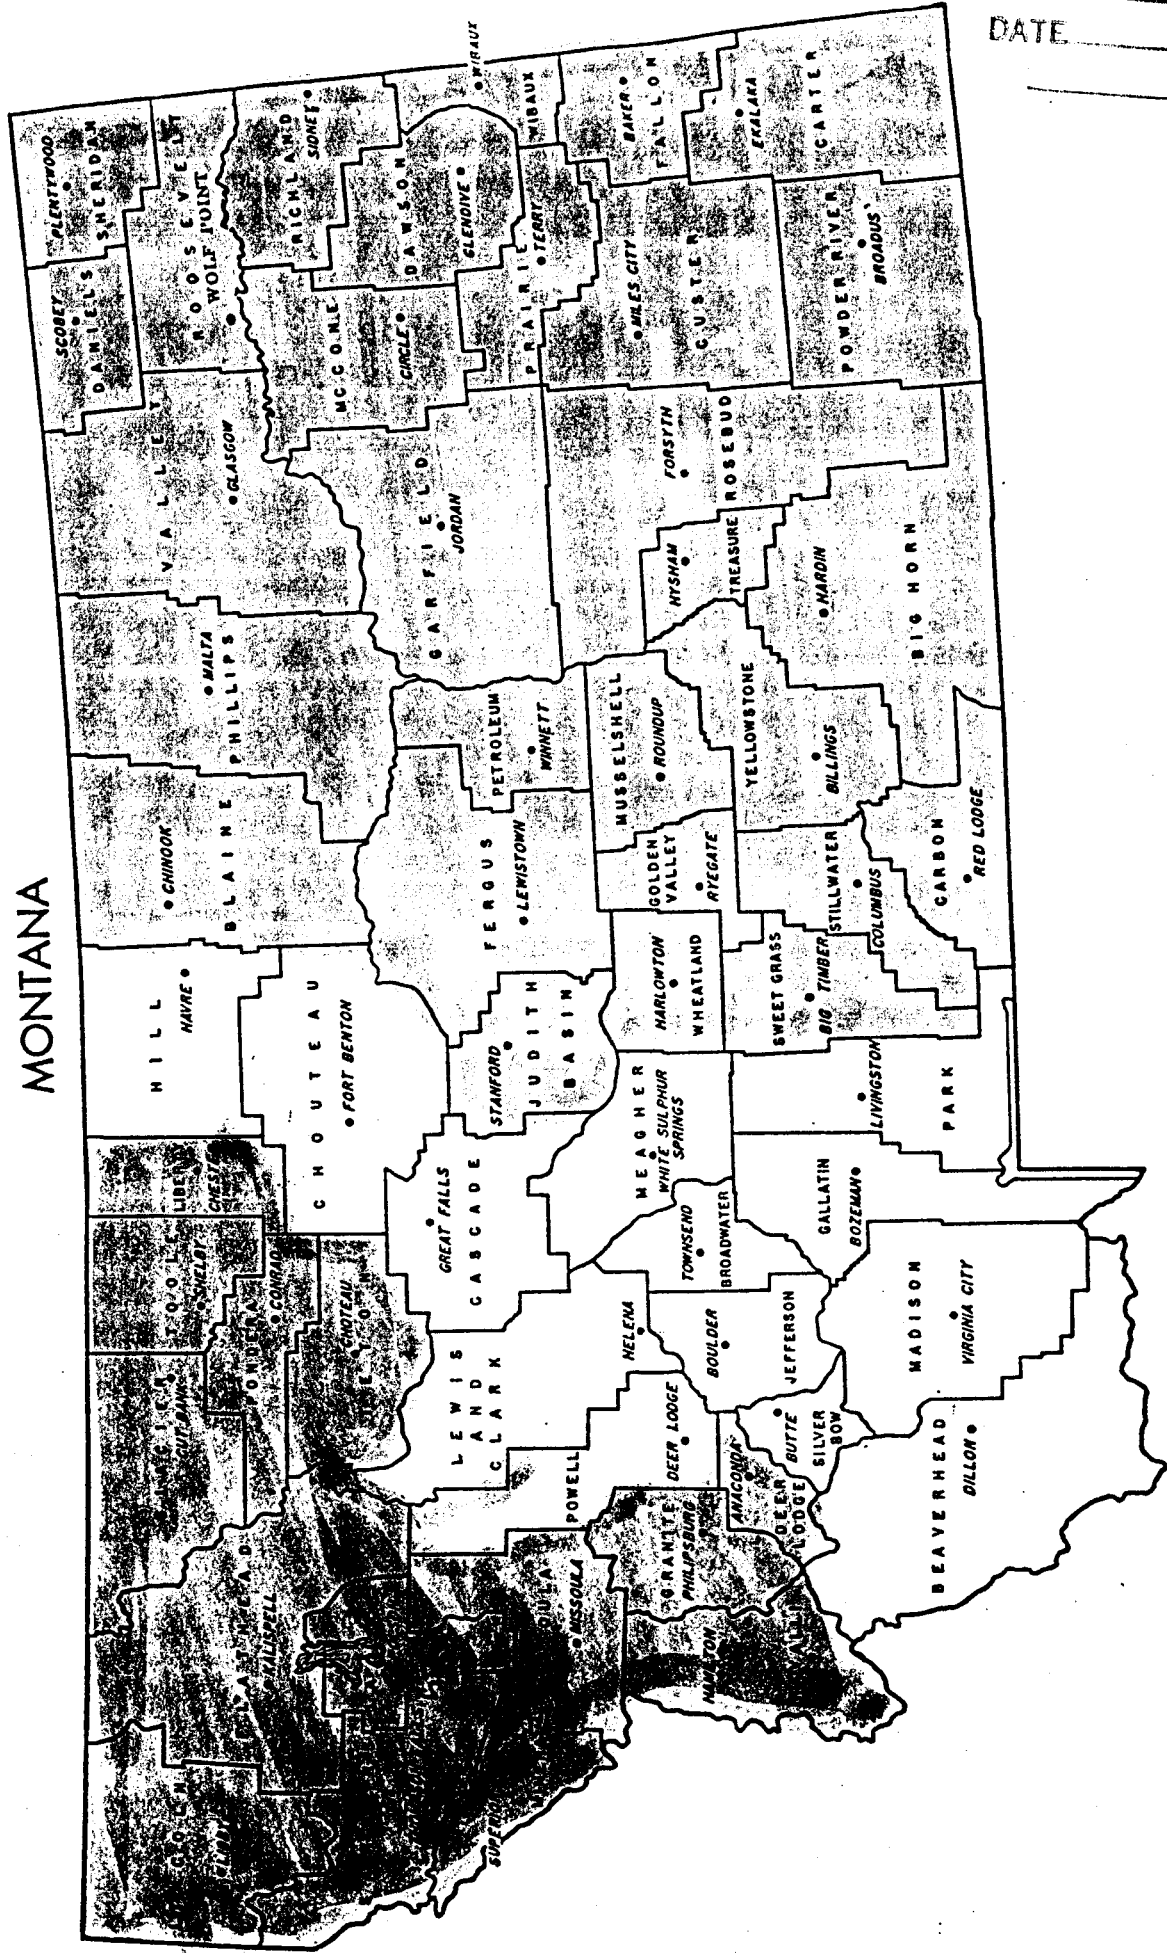 DATE
MONTANA
PLENTYWOOD
SHERIDAN
SCOBEY
DANIELS
ROOSEVELT
WOLF POINT
VALLEY
GLASGOW
MALTA
PHILLIPS
CHINOOK
BLAINE
HILL
HAVRE
TOOLE
SHELBY
CUT BANK
CONRAD
CHOTEAU
TETON
CHOUTEAU
FORT BENTON
RICHLAND
SIDNEY
DAWSON
GLENDIVE
WIBAUX
WIBAUX
MCCONE
CIRCLE
PRAIRIE
TERRY
GARFIELD
JORDAN
PETROLEUM
WINNETT
FERGUS
LEWISTOWN
JUDITH
BASIN
STANFORD
GREAT FALLS
CASCADE
LEWIS
AND
CLARK
HELENA
KALISPELL
MISSOULA
POWELL
DEER LODGE
GRANITE
PHILIPSBURG
HAMILTON
ANACONDA
DEER
LODGE
BUTTE
SILVER
BOW
BOULDER
JEFFERSON
TOWNSEND
BROADWATER
MEAGHER
WHITE SULPHUR
SPRINGS
HARLOWTON
WHEATLAND
GOLDEN
VALLEY
RYEGATE
MUSSELSHELL
ROUNDUP
HYSHAM
TREASURE
FORSYTH
ROSEBUD
MILES CITY
CUSTER
BAKER
FALLON
EKALAKA
CARTER
POWDER RIVER
BROADUS
BIG HORN
HARDIN
YELLOWSTONE
BILLINGS
STILLWATER
COLUMBUS
CARBON
RED LODGE
SWEET GRASS
BIG TIMBER
LIVINGSTON
PARK
GALLATIN
BOZEMAN
MADISON
VIRGINIA CITY
BEAVERHEAD
DILLON